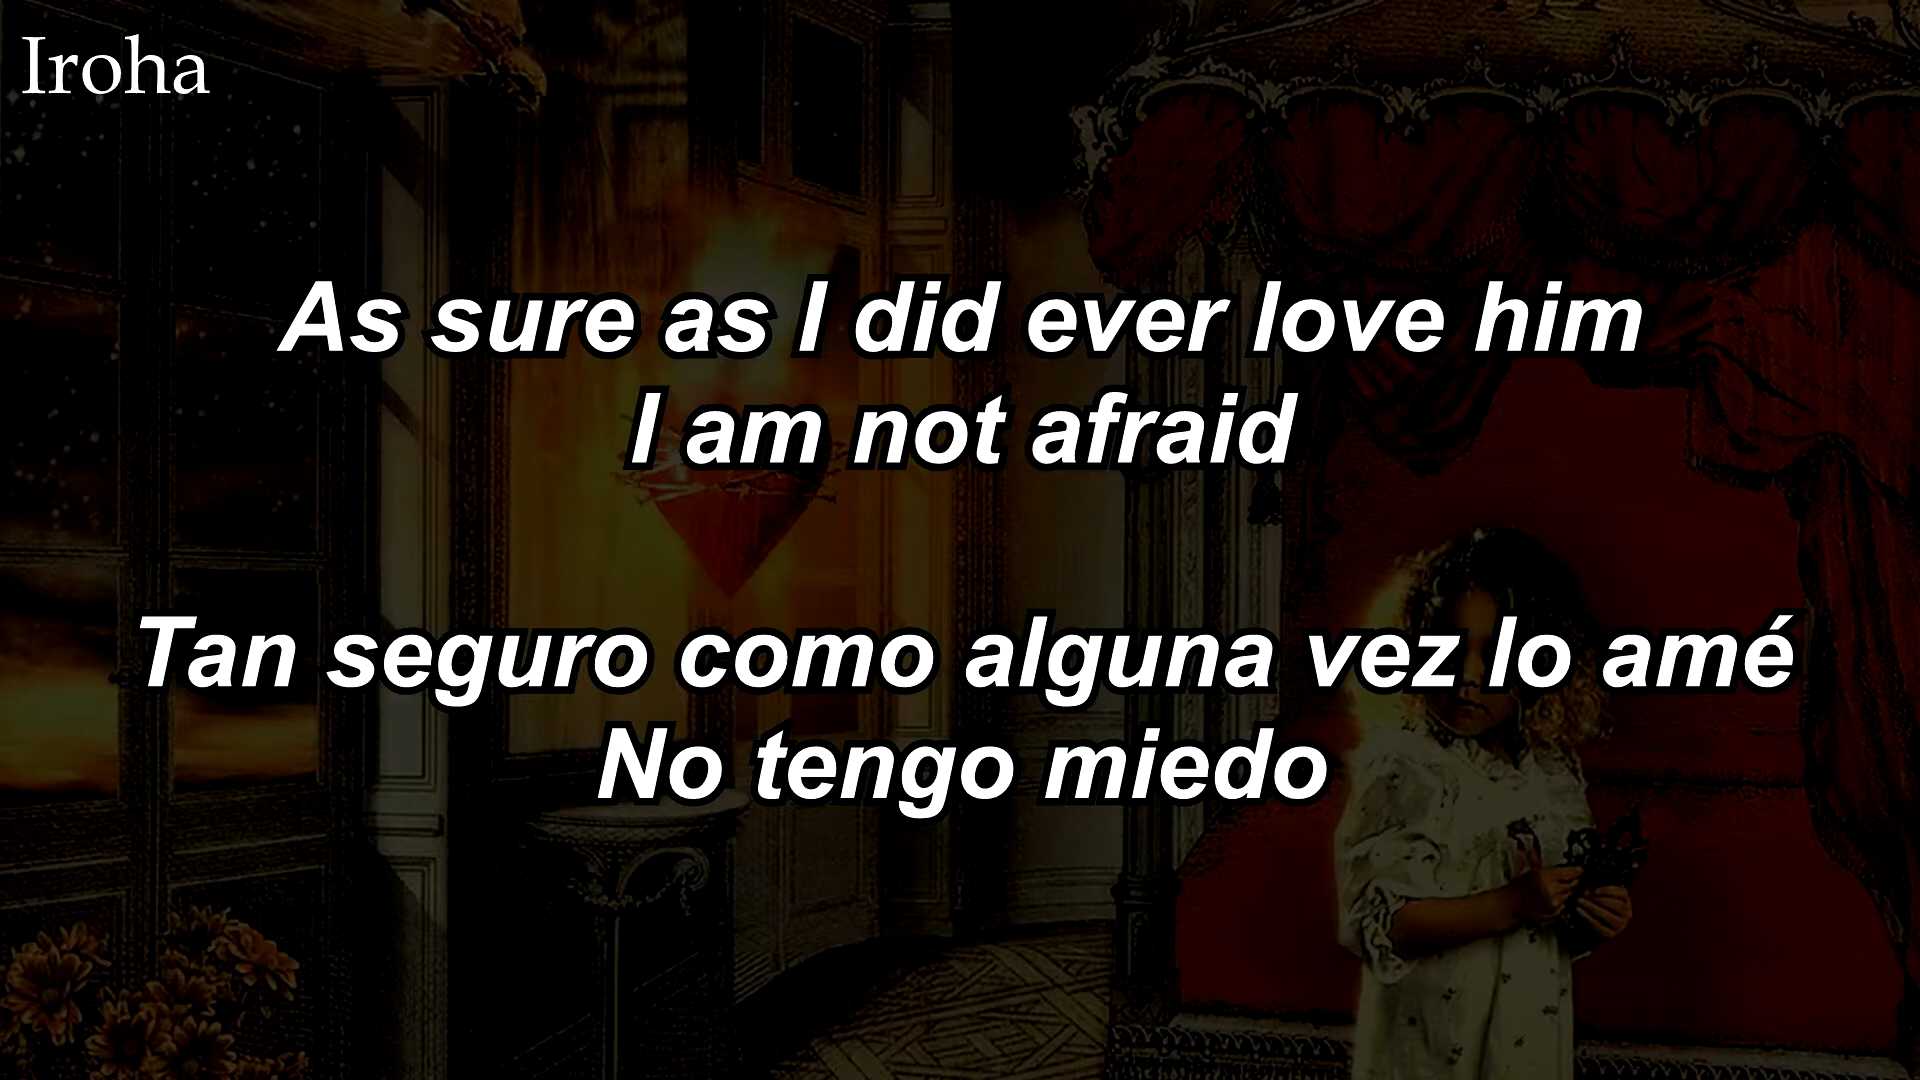 Iroha
As sure as I did ever love him
I am not afraid
Tan seguro como alguna vez lo amé
No tengo miedo